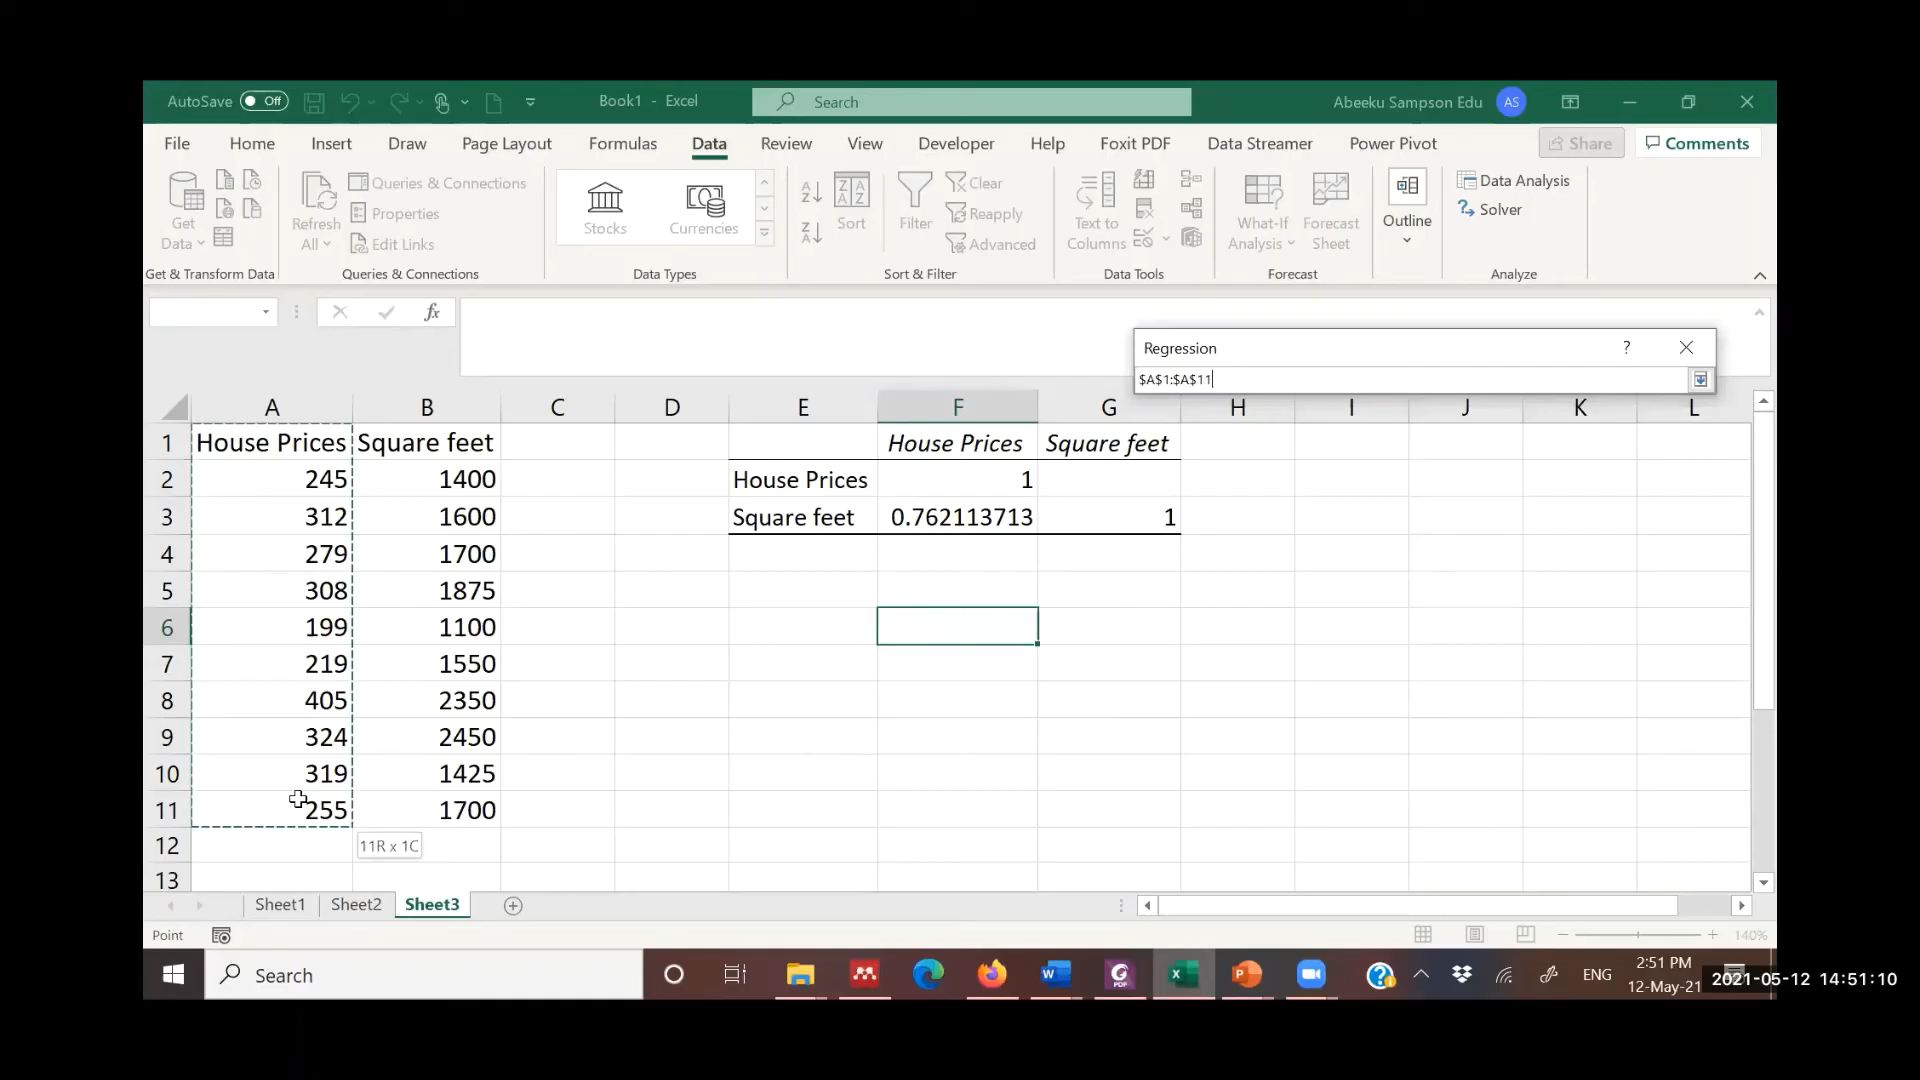 AutoSave Off Book1 - Excel Search Abeeku Sampson Edu AS
File Home Insert Draw Page Layout Formulas Data Review View Developer Help Foxit PDF Data Streamer Power Pivot Share Comments
Get Data
Refresh All
Queries & Connections
Properties
Edit Links
Stocks
Currencies
Sort
Filter
Clear
Reapply
Advanced
Text to Columns
What-If Analysis
Forecast Sheet
Outline
Data Analysis
Solver
Get & Transform Data Queries & Connections Data Types Sort & Filter Data Tools Forecast Analyze
fx
Regression ?
$A$1:$A$11
A B C D E F G H I J K L
1 House Prices Square feet House Prices Square feet
2 245 1400 House Prices 1
3 312 1600 Square feet 0.762113713 1
4 279 1700
5 308 1875
6 199 1100
7 219 1550
8 405 2350
9 324 2450
10 319 1425
11 255 1700
12 11R x 1C
13
Sheet1 Sheet2 Sheet3
Point 140%
Search ENG 2:51 PM
12-May-21
2021-05-12 14:51:10